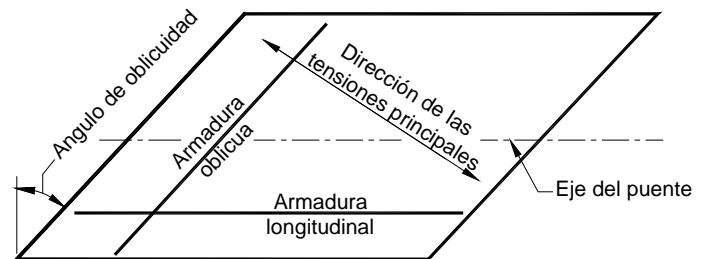 Angulo de oblicuidad
Armadura
oblicua
Dirección de las
tensiones principales
Eje del puente
Armadura
longitudinal